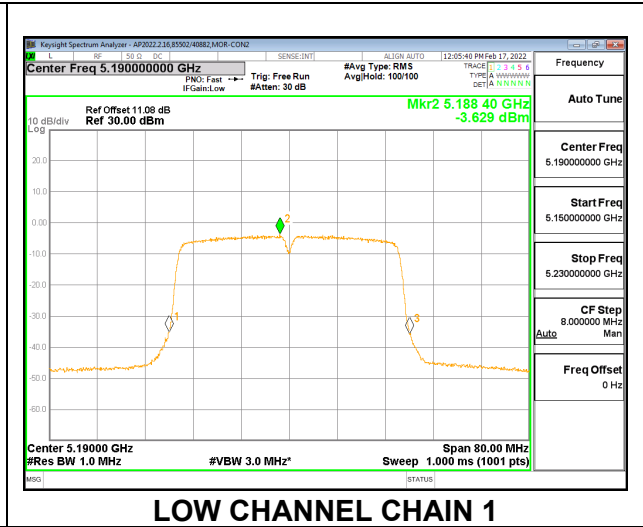 Keysight Spectrum Analyzer - AP2022.2.16,85502/40882,MOR-CON2
LXI L RF 50 Ω DC SENSE:INT ALIGN AUTO 12:05:40 PM Feb 17, 2022
Center Freq 5.190000000 GHz
PNO: Fast
IFGain:Low
Trig: Free Run
#Atten: 30 dB
#Avg Type: RMS
Avg|Hold: 100/100
TRACE 1 2 3 4 5 6
TYPE A WWWWW
DET A N N N N N
Ref Offset 11.08 dB
10 dB/div Ref 30.00 dBm
Log
Mkr2 5.188 40 GHz
-3.629 dBm
20.0
10.0
0.00
-10.0
-20.0
-30.0
-40.0
-50.0
-60.0
2
1
3
Center 5.19000 GHz Span 80.00 MHz
#Res BW 1.0 MHz #VBW 3.0 MHz* Sweep 1.000 ms (1001 pts)
MSG STATUS
Frequency
Auto Tune
Center Freq
5.190000000 GHz
Start Freq
5.150000000 GHz
Stop Freq
5.230000000 GHz
CF Step
8.000000 MHz
Auto Man
Freq Offset
0 Hz
LOW CHANNEL CHAIN 1